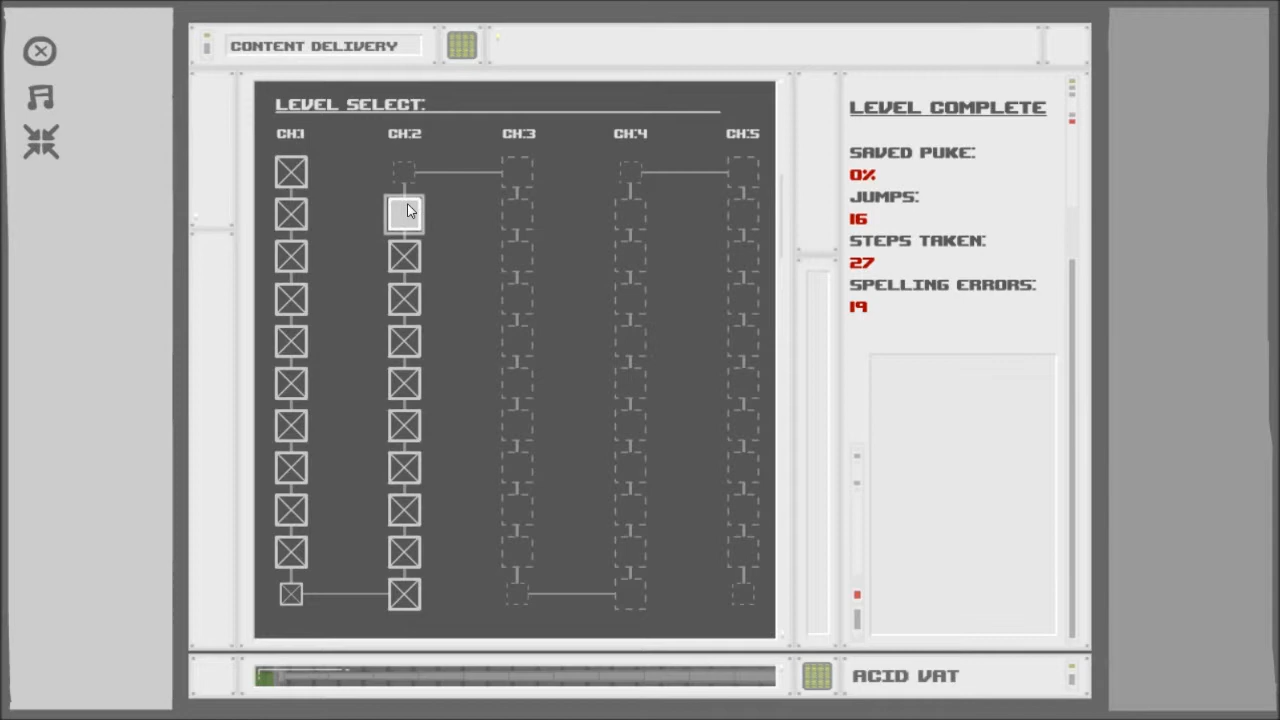 CONTENT DELIVERY
LEVEL SELECT:
CH:1 CH:2 CH:3 CH:4 CH:5
LEVEL COMPLETE
SAVED PUKE:
0%
JUMPS:
16
STEPS TAKEN:
27
SPELLING ERRORS:
19
ACID VAT